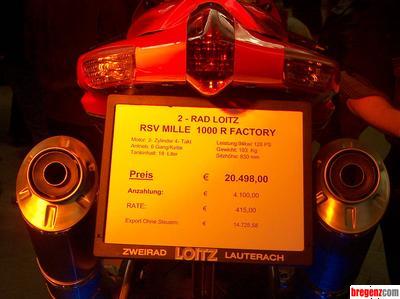 2 - RAD LOITZ
RSV MILLE 1000 R FACTORY
Motor: 2- Zylinder 4- Takt Leistung/94kw 128 PS
Antrieb: 6 Gang/Kette Gewicht: 193, Kg
Tankinhalt: 18 Liter Sitzhöhe: 830 mm
Preis € 20.498,00
Anzahlung: € 4.100,00
RATE: € 415,00
Export Ohne Steuern: € 14.725,58
ZWEIRAD LOITZ LAUTERACH
bregenzcom